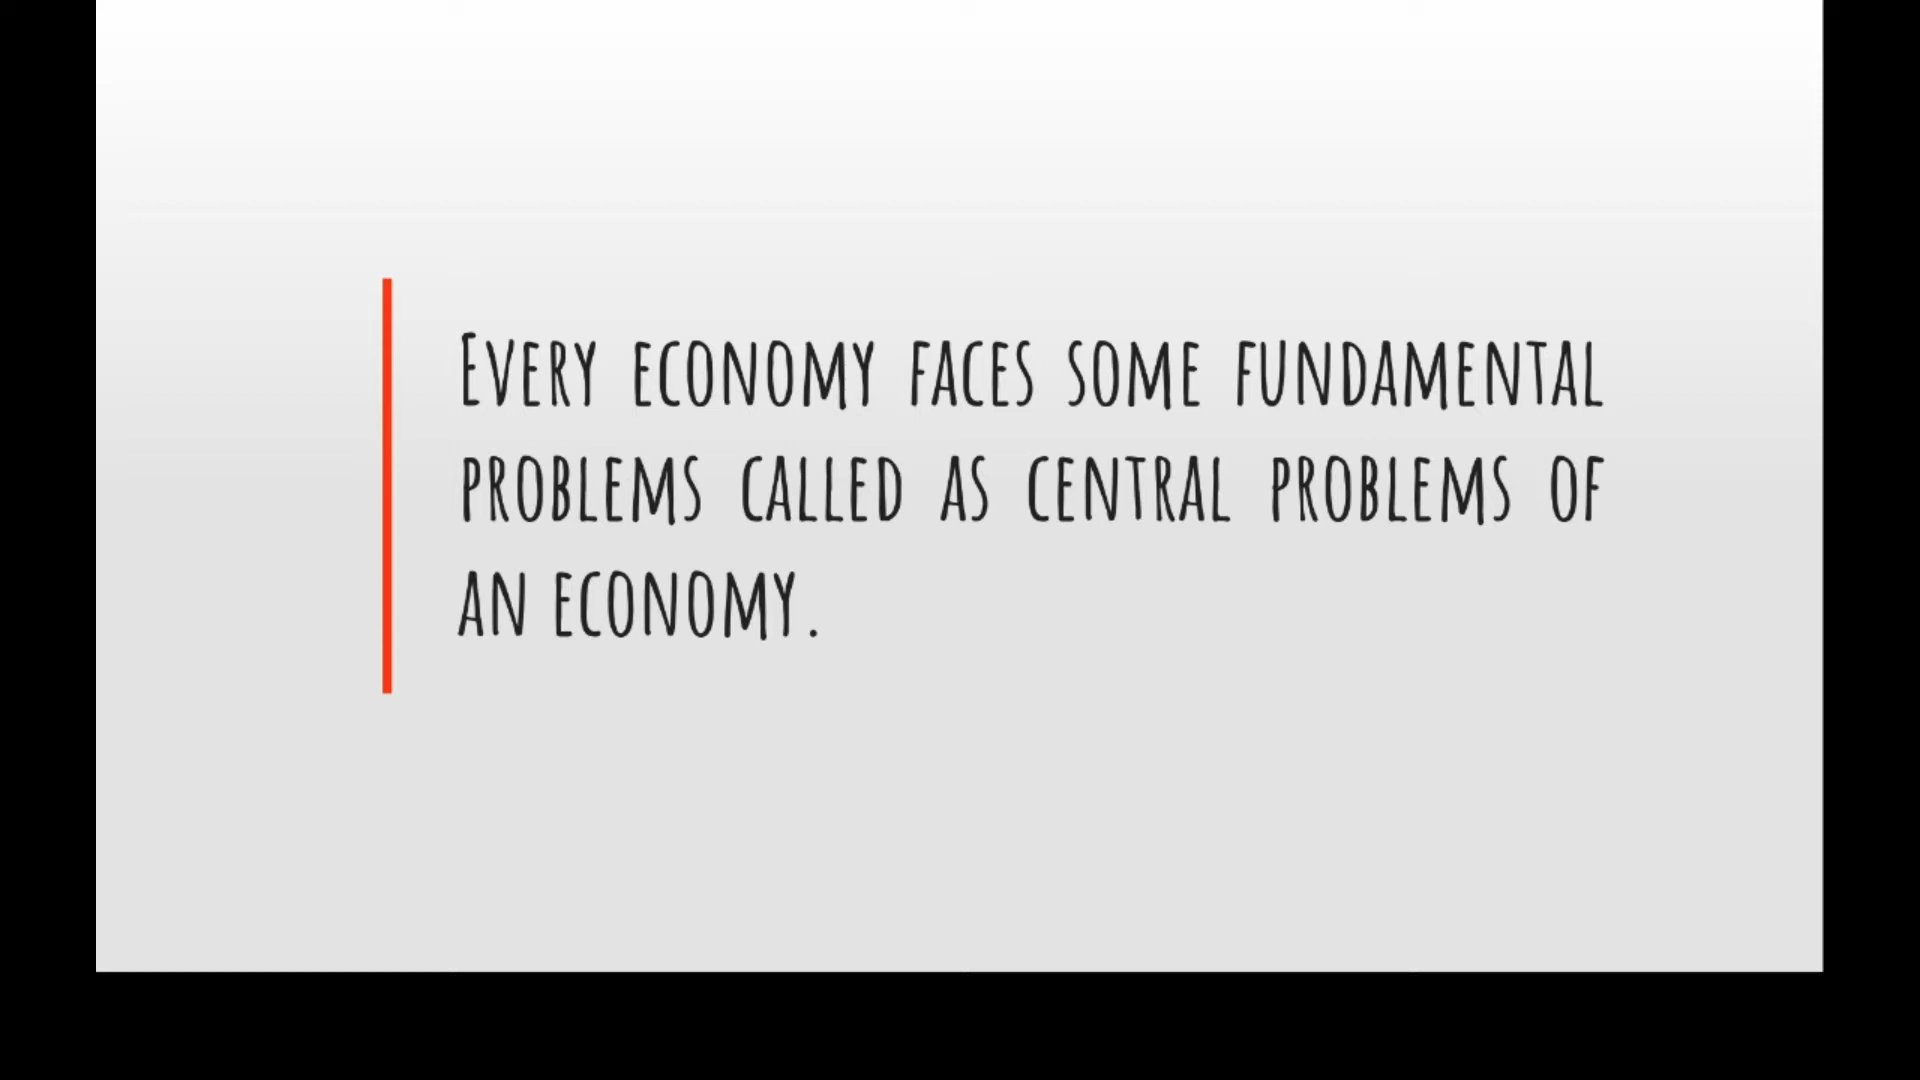 Every economy faces some fundamental
problems called as central problems of
an economy.